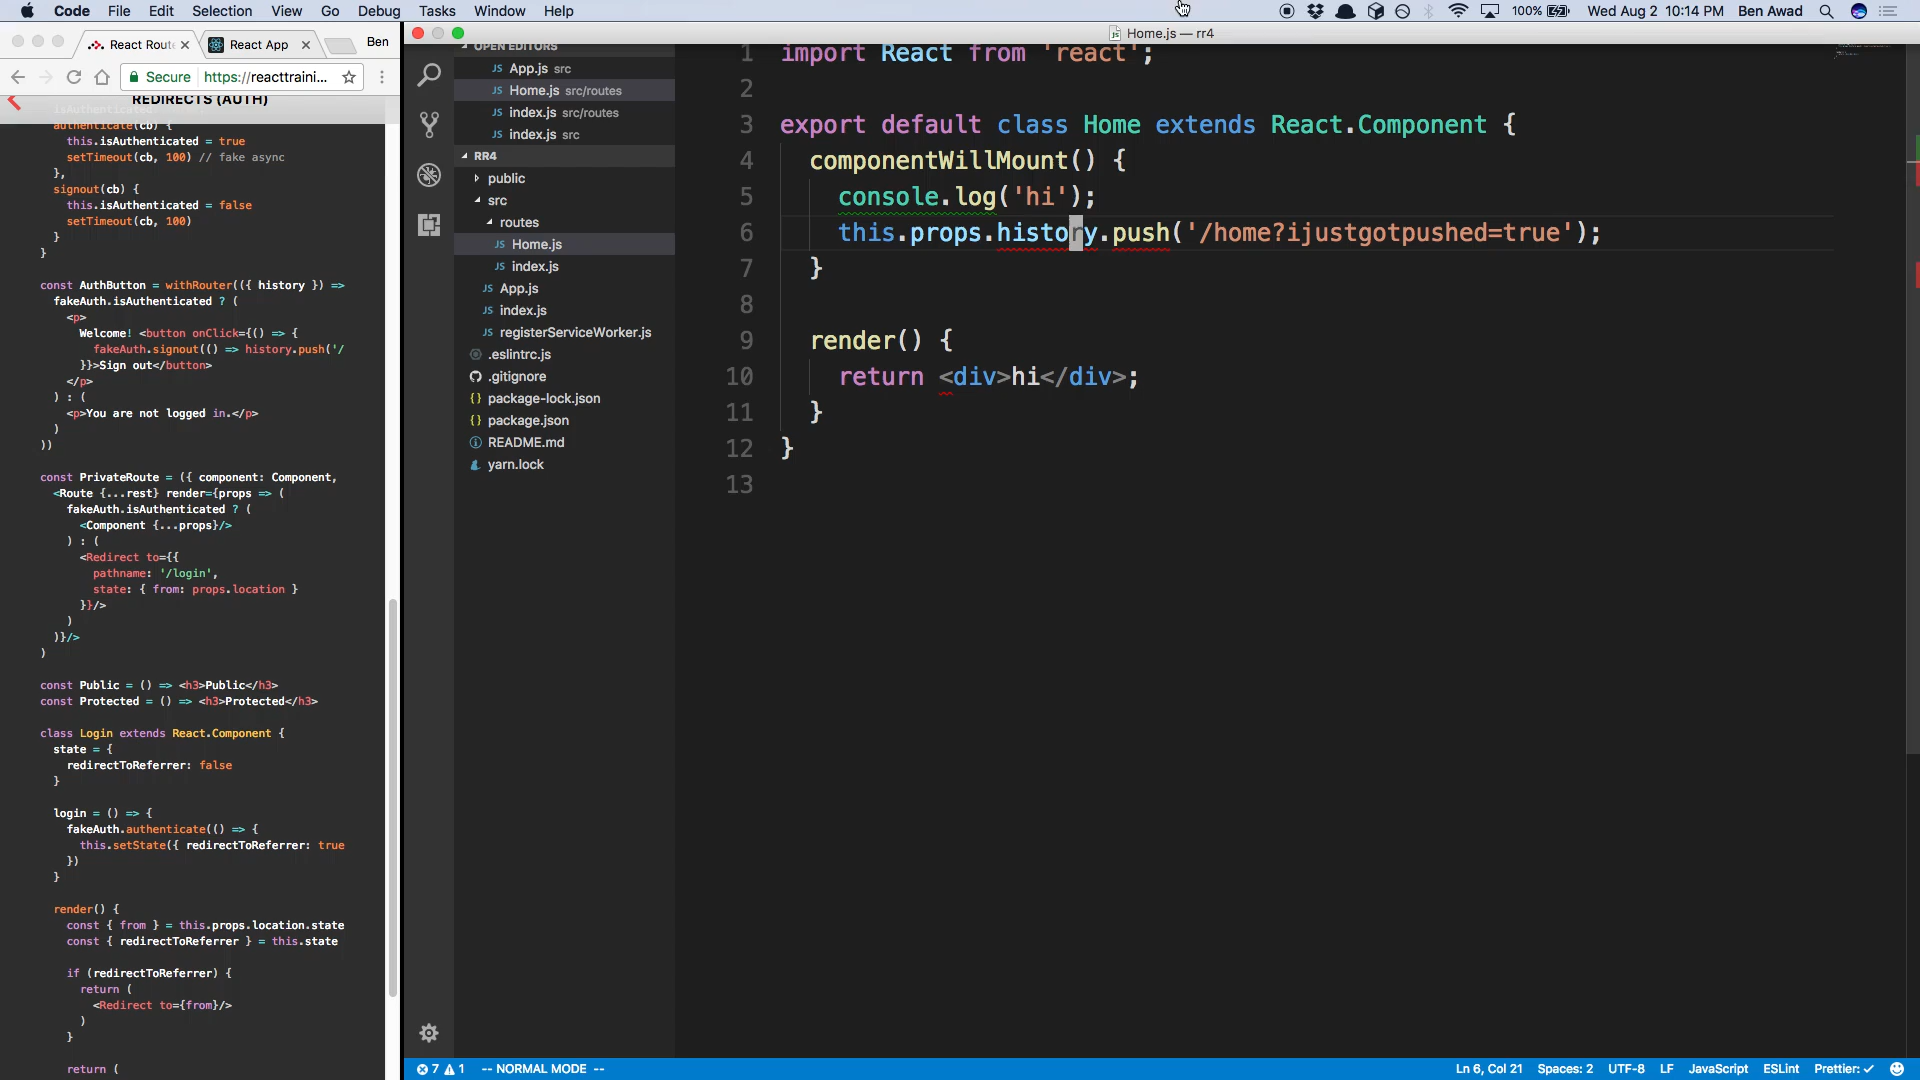 Code File Edit Selection View Go Debug Tasks Window Help
100% Wed Aug 2 10:14 PM Ben Awad
React Rout
React App
Ben
Secure https://reacttraini...
REDIRECTS (AUTH)
authenticate(cb) {
this.isAuthenticated = true
setTimeout(cb, 100) // fake async
},
signout(cb) {
this.isAuthenticated = false
setTimeout(cb, 100)
}
}
const AuthButton = withRouter(({ history }) =>
fakeAuth.isAuthenticated ? (
<p>
Welcome! <button onClick={() => {
fakeAuth.signout(() => history.push('/
}}>Sign out</button>
</p>
) : (
<p>You are not logged in.</p>
)
))
const PrivateRoute = ({ component: Component,
<Route {...rest} render={props => (
fakeAuth.isAuthenticated ? (
<Component {...props}/>
) : (
<Redirect to={{
pathname: '/login',
state: { from: props.location }
}}/>
)
)}/>
)
const Public = () => <h3>Public</h3>
const Protected = () => <h3>Protected</h3>
class Login extends React.Component {
state = {
redirectToReferrer: false
}
login = () => {
fakeAuth.authenticate(() => {
this.setState({ redirectToReferrer: true
})
}
render() {
const { from } = this.props.location.state
const { redirectToReferrer } = this.state
if (redirectToReferrer) {
return (
<Redirect to={from}/>
)
}
return (
Home.js — rr4
OPEN EDITORS
JS App.js src
JS Home.js src/routes
JS index.js src/routes
JS index.js src
RR4
public
src
routes
JS Home.js
JS index.js
JS App.js
JS index.js
JS registerServiceWorker.js
.eslintrc.js
.gitignore
{} package-lock.json
{} package.json
README.md
yarn.lock
1 import React from 'react';
2
3 export default class Home extends React.Component {
4 componentWillMount() {
5 console.log('hi');
6 this.props.history.push('/home?ijustgotpushed=true');
7 }
8
9 render() {
10 return <div>hi</div>;
11 }
12 }
13
7 1 -- NORMAL MODE -- Ln 6, Col 21 Spaces: 2 UTF-8 LF JavaScript ESLint Prettier: ✓